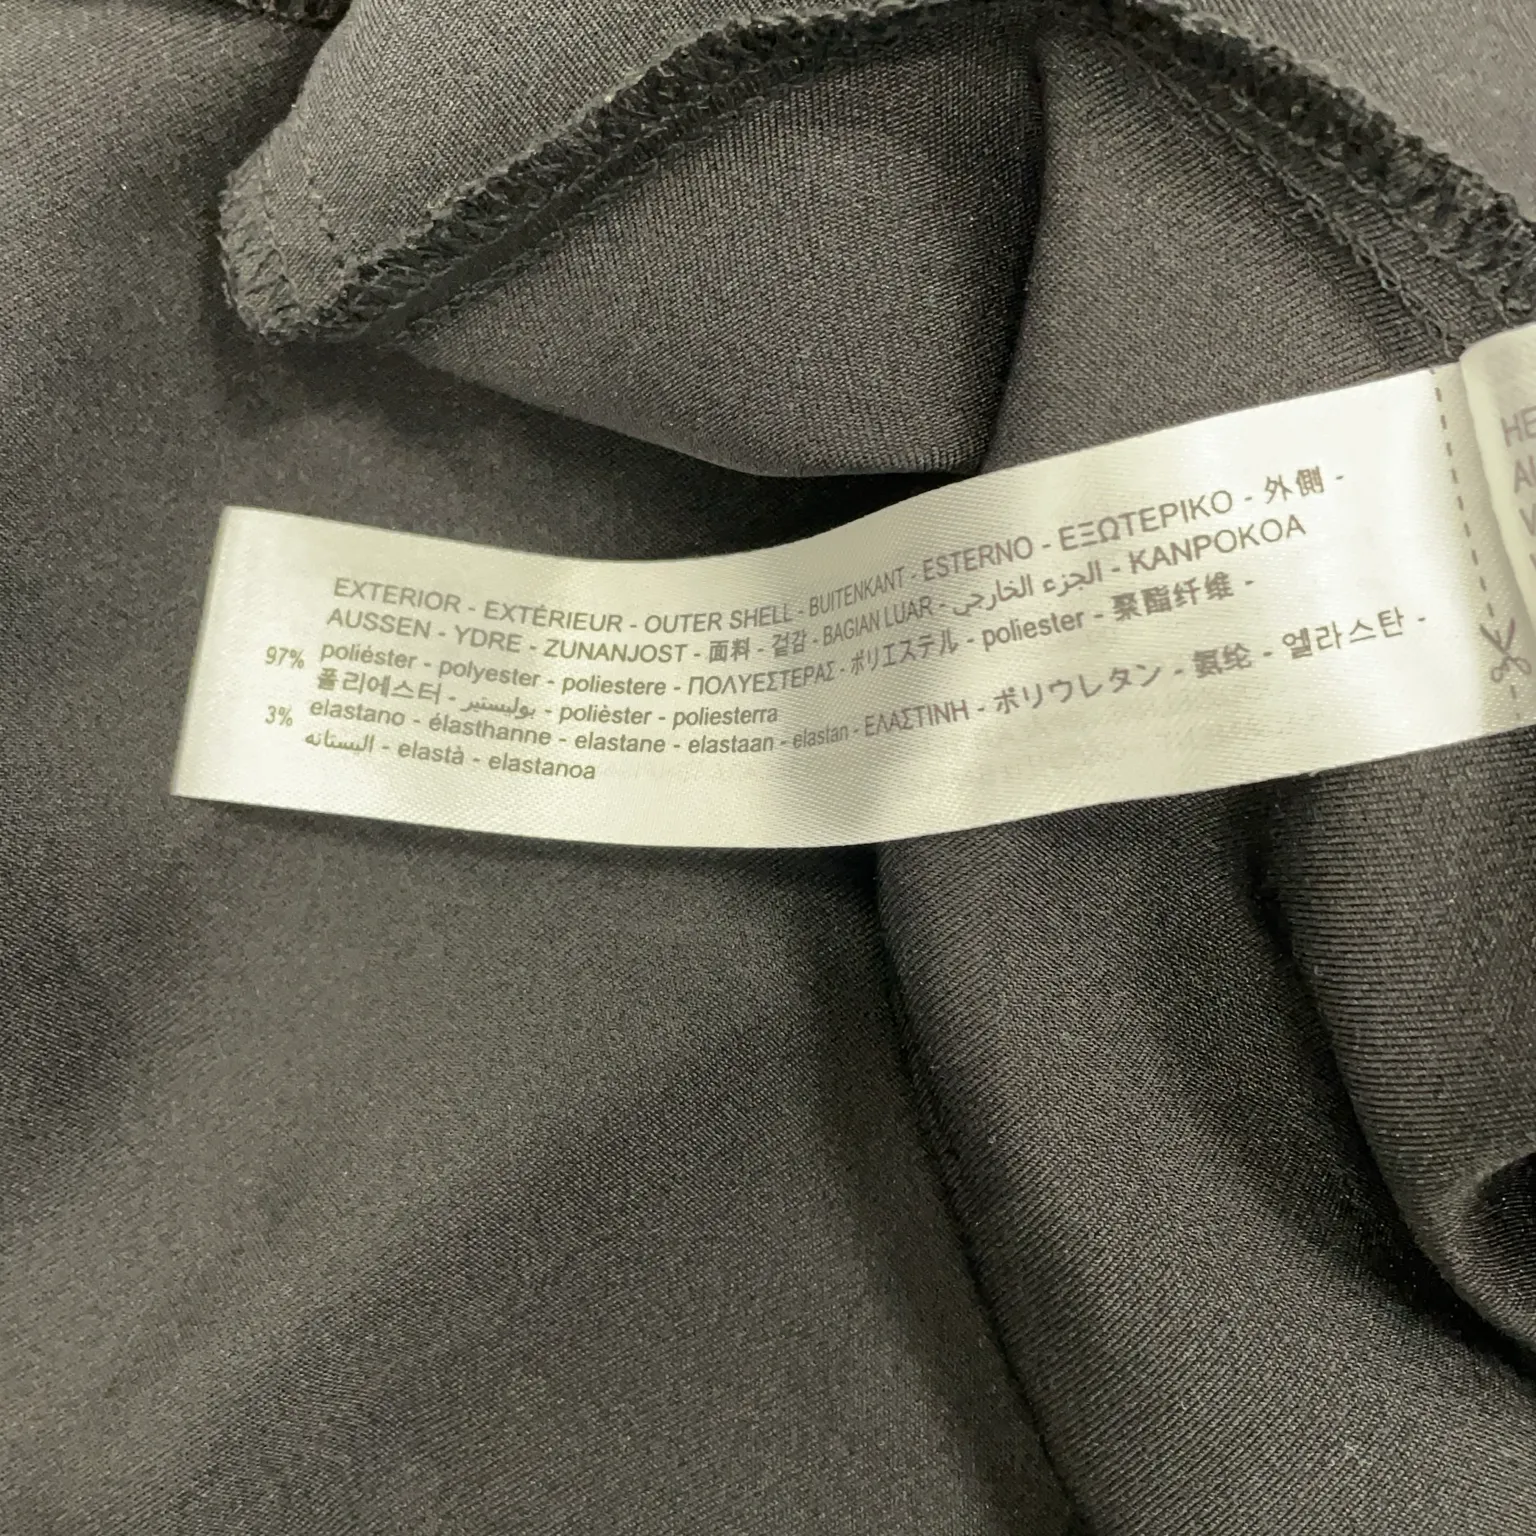 EXTERIOR - EXTÉRIEUR - OUTER SHELL - BUITENKANT - ESTERNO - ΕΞΩΤΕΡΙΚΟ - 外側 -
AUSSEN - YDRE - ZUNANJOST - 面料 - 겉감 - BAGIAN LUAR - الجزء الخارجي - KANPOKOA
97% poliéster - polyester - poliestere - ΠΟΛΥΕΣΤΕΡΑΣ - ポリエステル - poliester - 聚酯纤维 -
폴리에스터 - بوليستير - polièster - poliesterra
3% elastano - élasthanne - elastane - elastaan - elastan - ΕΛΑΣΤΙΝΗ - ポリウレタン - 氨纶 - 엘라스탄 -
اليستانه - elastà - elastanoa
HE